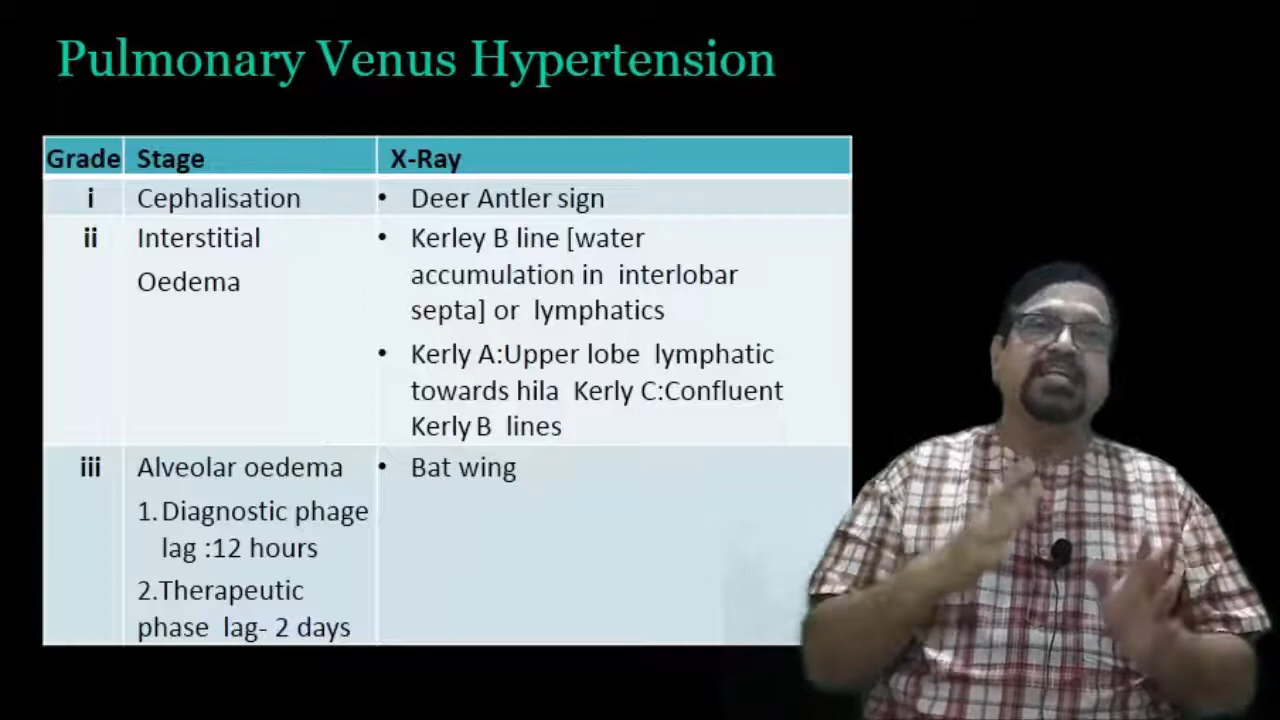 Pulmonary Venus Hypertension
Grade Stage X-Ray
i Cephalisation • Deer Antler sign
ii Interstitial • Kerley B line [water
Oedema accumulation in interlobar
septa] or lymphatics
• Kerly A:Upper lobe lymphatic
towards hila Kerly C:Confluent
Kerly B lines
iii Alveolar oedema • Bat wing
1.Diagnostic phage
lag :12 hours
2.Therapeutic
phase lag- 2 days